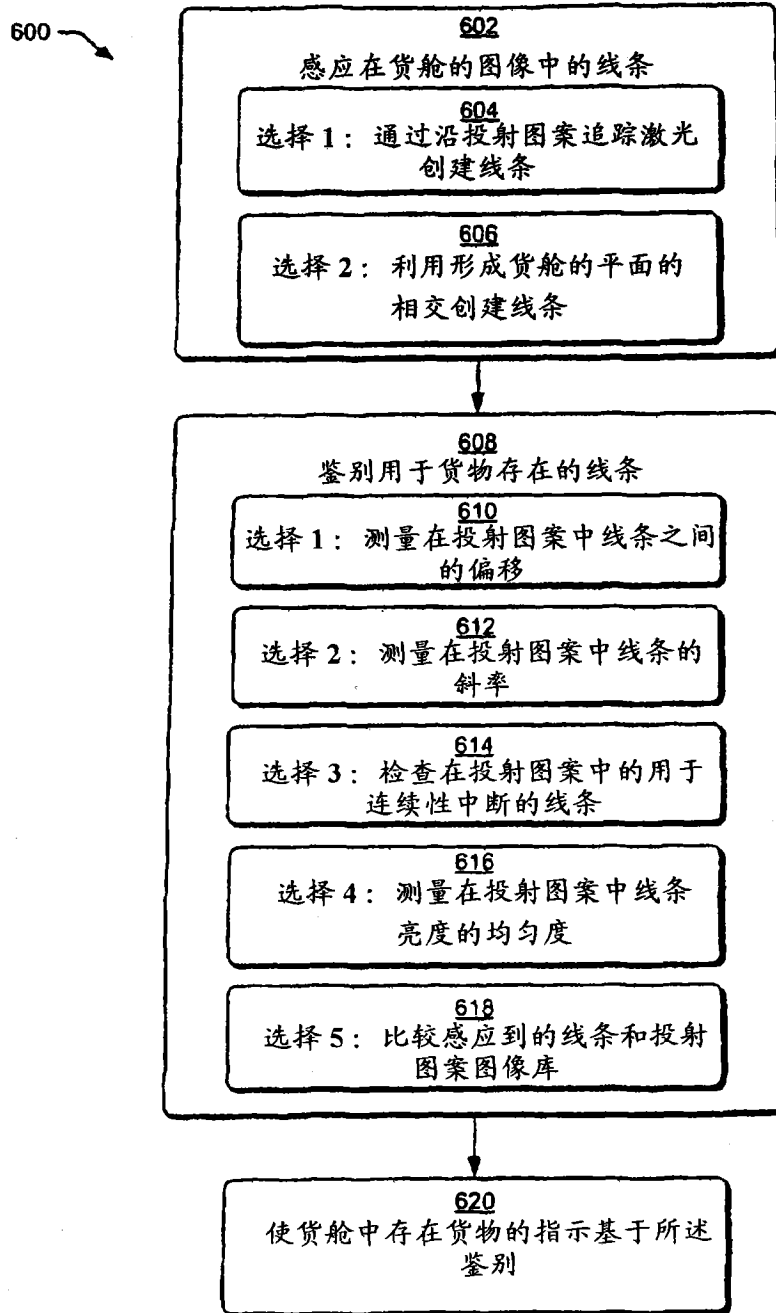 600
602
感应在货舱的图像中的线条
604
选择 1：通过沿投射图案追踪激光
创建线条
606
选择 2：利用形成货舱的平面的
相交创建线条
608
鉴别用于货物存在的线条
610
选择 1：测量在投射图案中线条之间
的偏移
612
选择 2：测量在投射图案中线条的
斜率
614
选择 3：检查在投射图案中的用于
连续性中断的线条
616
选择 4：测量在投射图案中线条
亮度的均匀度
618
选择 5：比较感应到的线条和投射
图案图像库
620
使货舱中存在货物的指示基于所述
鉴别